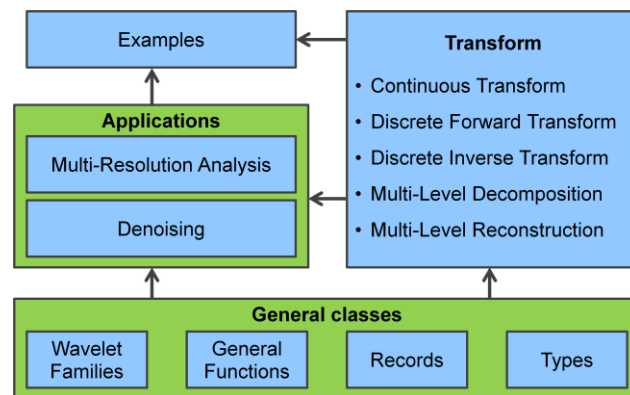 Examples
Applications
Multi-Resolution Analysis
Denoising
Transform
• Continuous Transform
• Discrete Forward Transform
• Discrete Inverse Transform
• Multi-Level Decomposition
• Multi-Level Reconstruction
General classes
Wavelet
Families
General
Functions
Records
Types